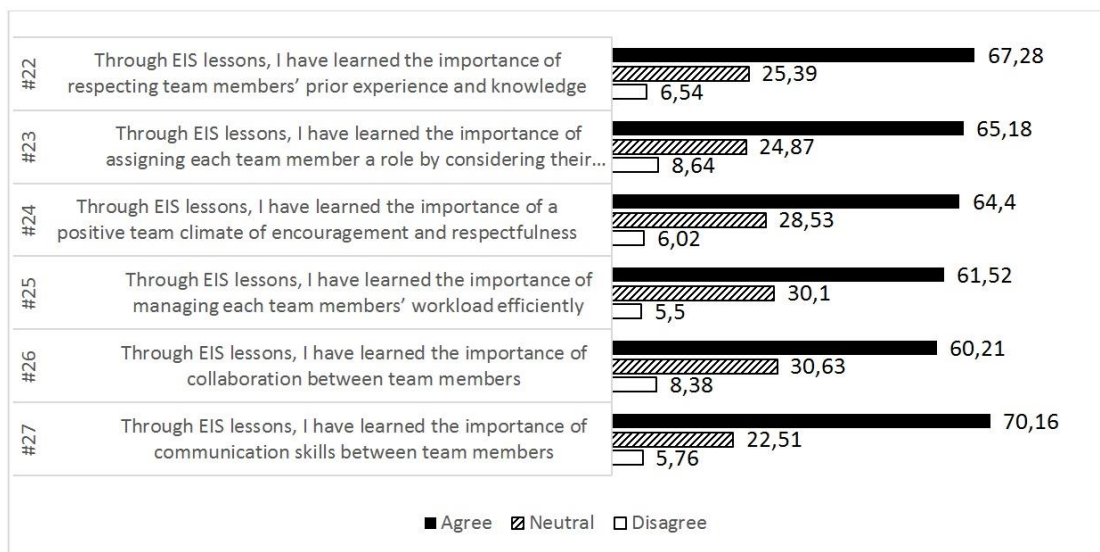 #22
Through EIS lessons, I have learned the importance of
respecting team members’ prior experience and knowledge
67,28
25,39
6,54
#23
Through EIS lessons, I have learned the importance of
assigning each team member a role by considering their...
65,18
24,87
8,64
#24
Through EIS lessons, I have learned the importance of a
positive team climate of encouragement and respectfulness
64,4
28,53
6,02
#25
Through EIS lessons, I have learned the importance of
managing each team members’ workload efficiently
61,52
30,1
5,5
#26
Through EIS lessons, I have learned the importance of
collaboration between team members
60,21
30,63
8,38
#27
Through EIS lessons, I have learned the importance of
communication skills between team members
70,16
22,51
5,76
Agree Neutral Disagree